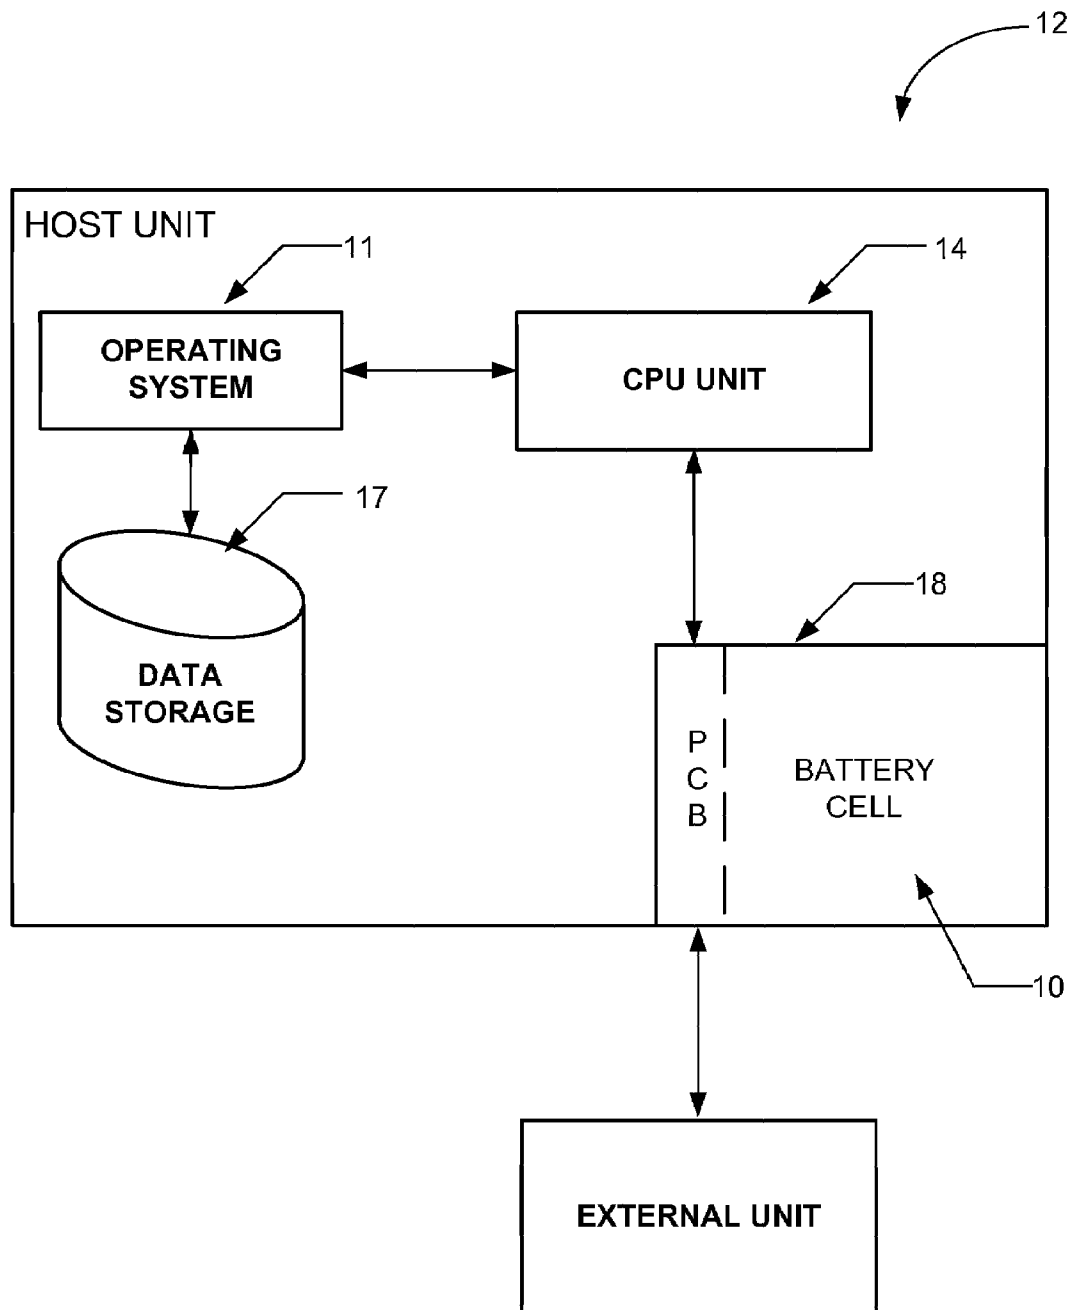 12
HOST UNIT
11
14
OPERATING
SYSTEM
CPU UNIT
17
18
DATA
STORAGE
P
C
B
BATTERY
CELL
10
EXTERNAL UNIT